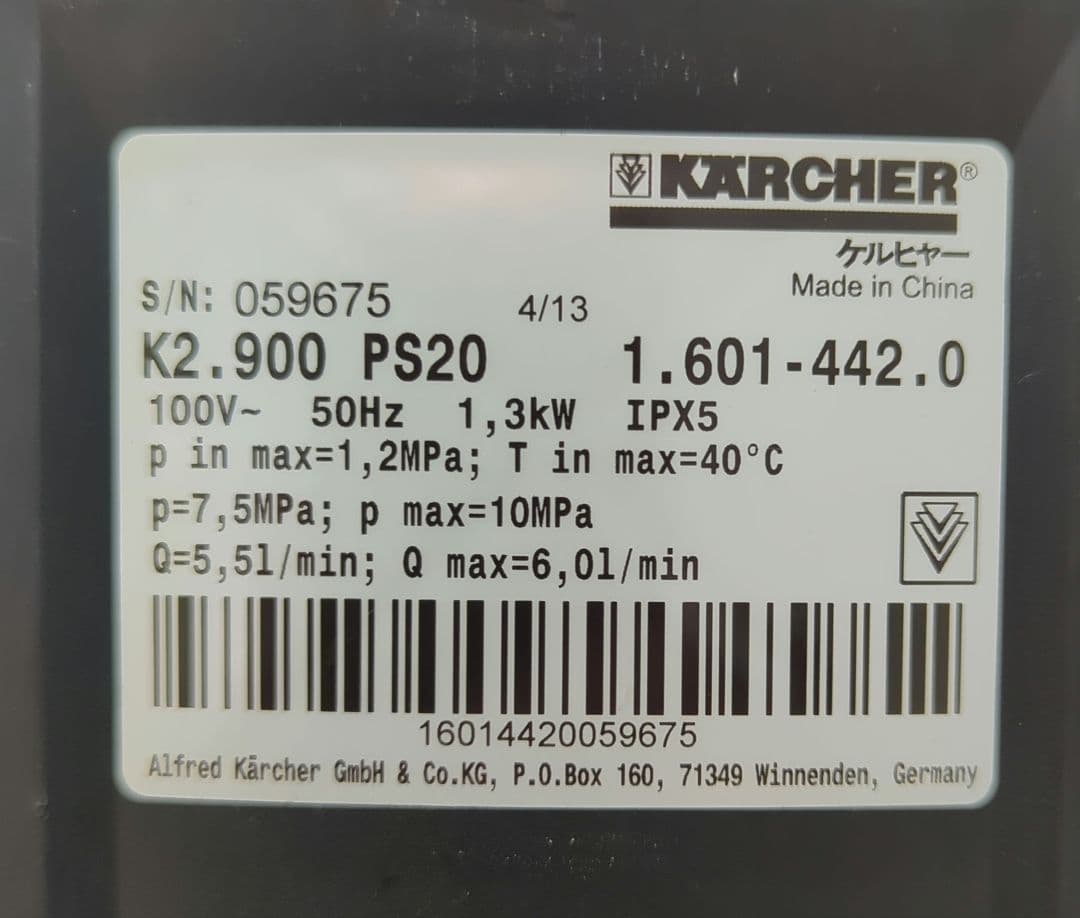 KÄRCHER®
ケルヒャー
Made in China
S/N: 059675 4/13
K2.900 PS20 1.601-442.0
100V~ 50Hz 1,3kW IPX5
p in max=1,2MPa; T in max=40°C
p=7,5MPa; p max=10MPa
Q=5,5l/min; Q max=6,0l/min
16014420059675
Alfred Kärcher GmbH & Co.KG, P.O.Box 160, 71349 Winnenden, Germany